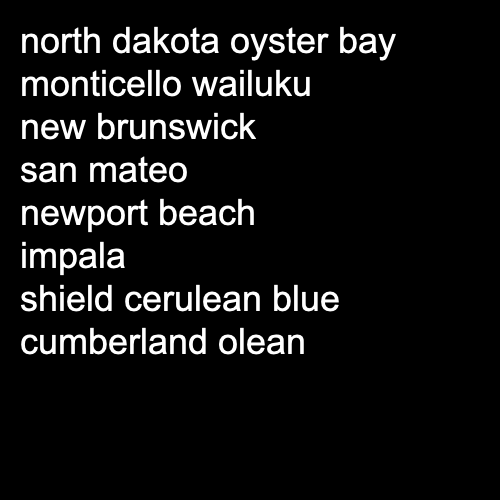 north dakota oyster bay
monticello wailuku
new brunswick
san mateo
newport beach
impala
shield cerulean blue
cumberland olean